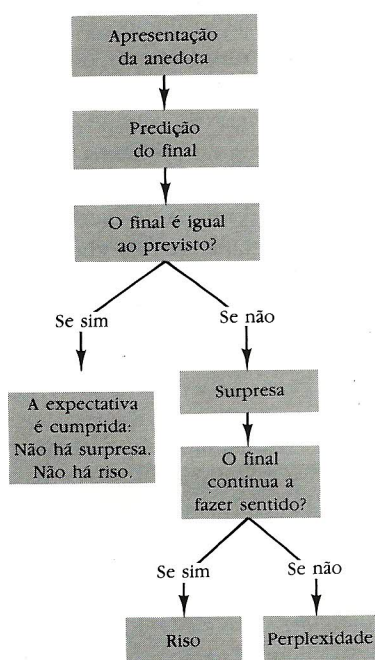 Apresentação
da anedota
Predição
do final
O final é igual
ao previsto?
Se sim
Se não
A expectativa
é cumprida:
Não há surpresa.
Não há riso.
Surpresa
O final
continua a
fazer sentido?
Se sim
Se não
Riso
Perplexidade